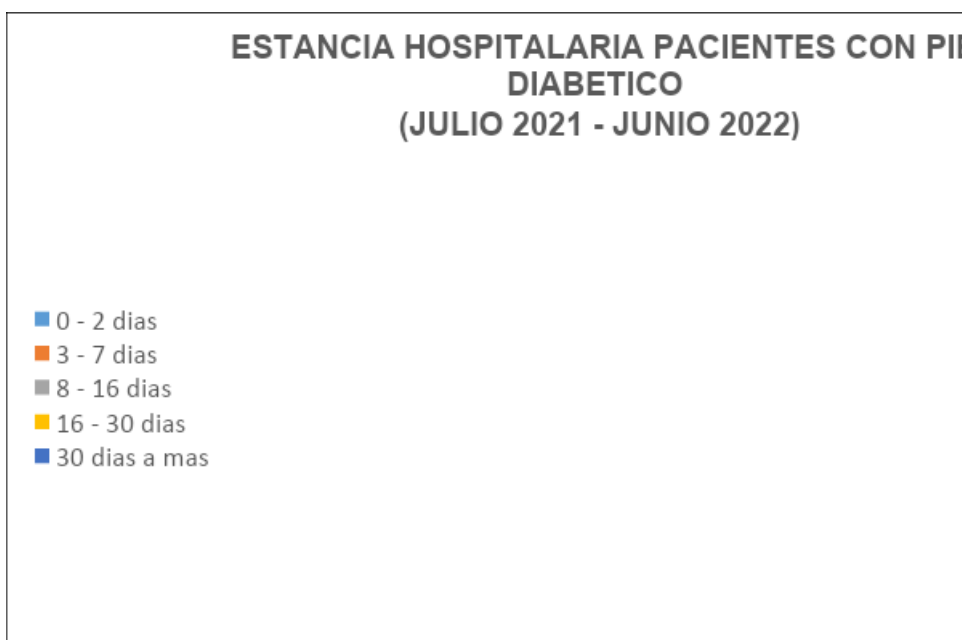 ESTANCIA HOSPITALARIA PACIENTES CON PIE
DIABETICO
(JULIO 2021 - JUNIO 2022)
0 - 2 dias
3 - 7 dias
8 - 16 dias
16 - 30 dias
30 dias a mas